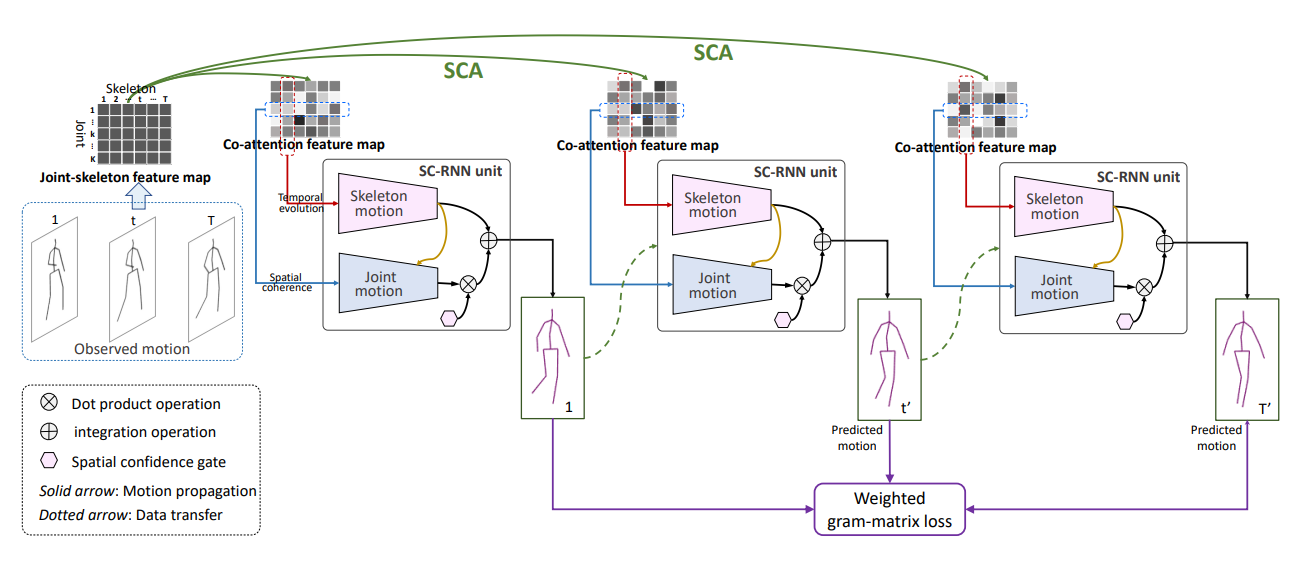 SCA
SCA
Skeleton
1 2 ... t ... T
Joint
1
⋮
k
⋮
K
Joint-skeleton feature map
Co-attention feature map
Co-attention feature map
Co-attention feature map
1
t
T
Observed motion
Temporal
evolution
Spatial
coherence
SC-RNN unit
Skeleton
motion
Joint
motion
SC-RNN unit
Skeleton
motion
Joint
motion
SC-RNN unit
Skeleton
motion
Joint
motion
1
t’
T’
Predicted
motion
Predicted
motion
Weighted
gram-matrix loss
Dot product operation
integration operation
Spatial confidence gate
Solid arrow: Motion propagation
Dotted arrow: Data transfer